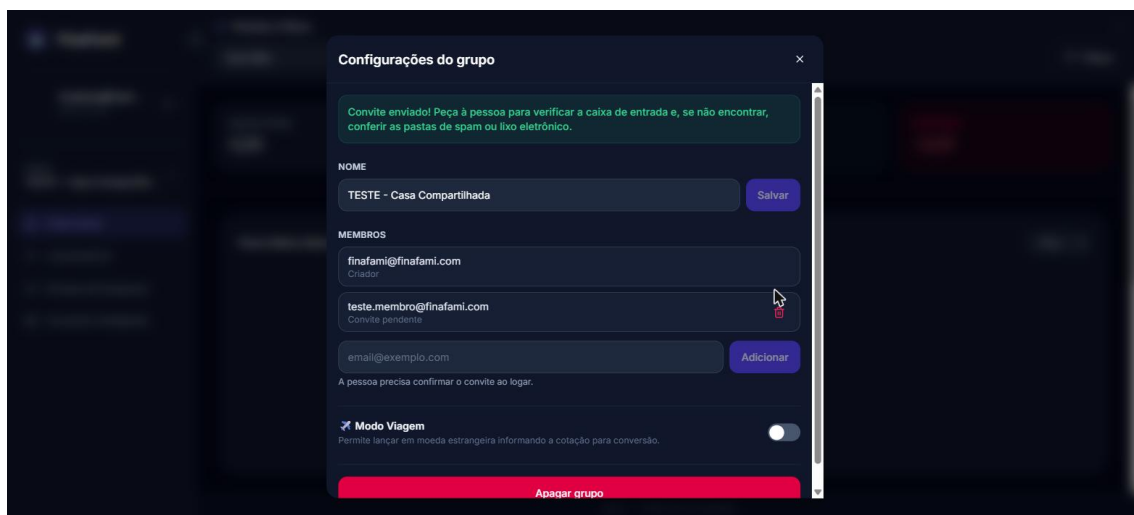 Configurações do grupo
×
Convite enviado! Peça à pessoa para verificar a caixa de entrada e, se não encontrar,
conferir as pastas de spam ou lixo eletrônico.
NOME
TESTE - Casa Compartilhada
Salvar
MEMBROS
finafami@finafami.com
Criador
teste.membro@finafami.com
Convite pendente
email@exemplo.com
Adicionar
A pessoa precisa confirmar o convite ao logar.
Modo Viagem
Permite lançar em moeda estrangeira informando a cotação para conversão.
Apagar grupo